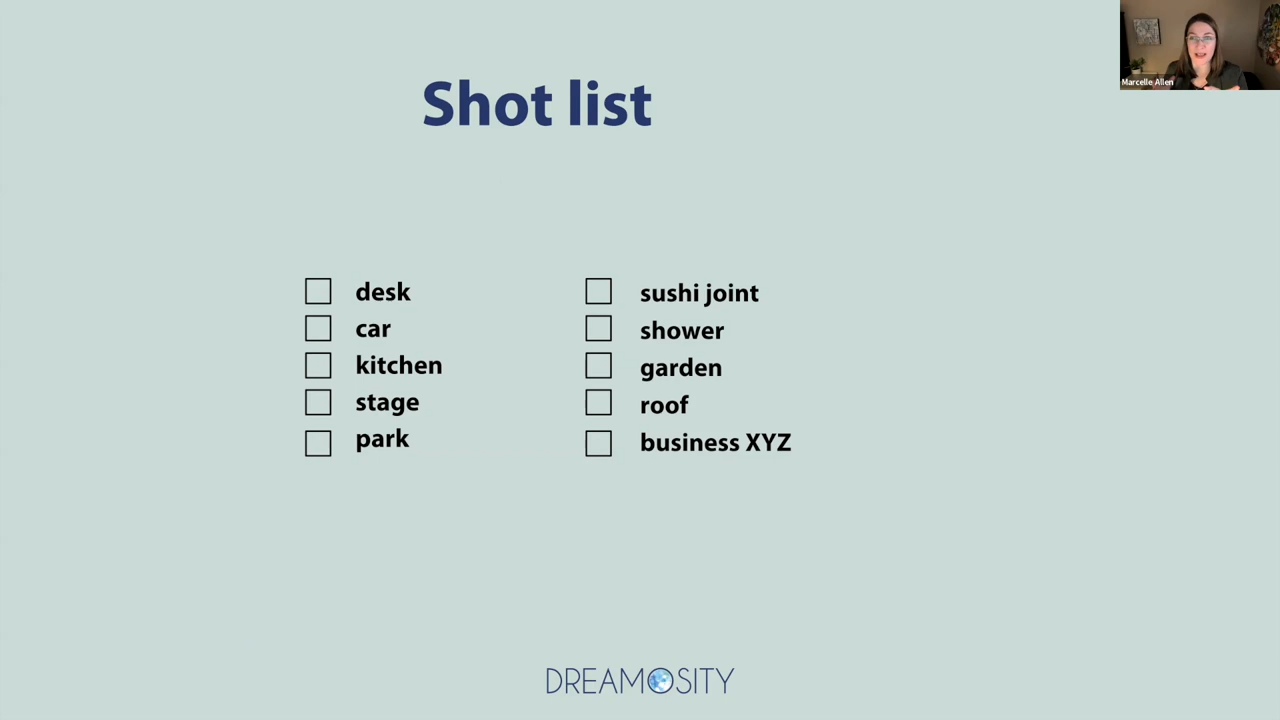 Marcelle Allen
Shot list
desk
car
kitchen
stage
park
sushi joint
shower
garden
roof
business XYZ
DREAMOSITY